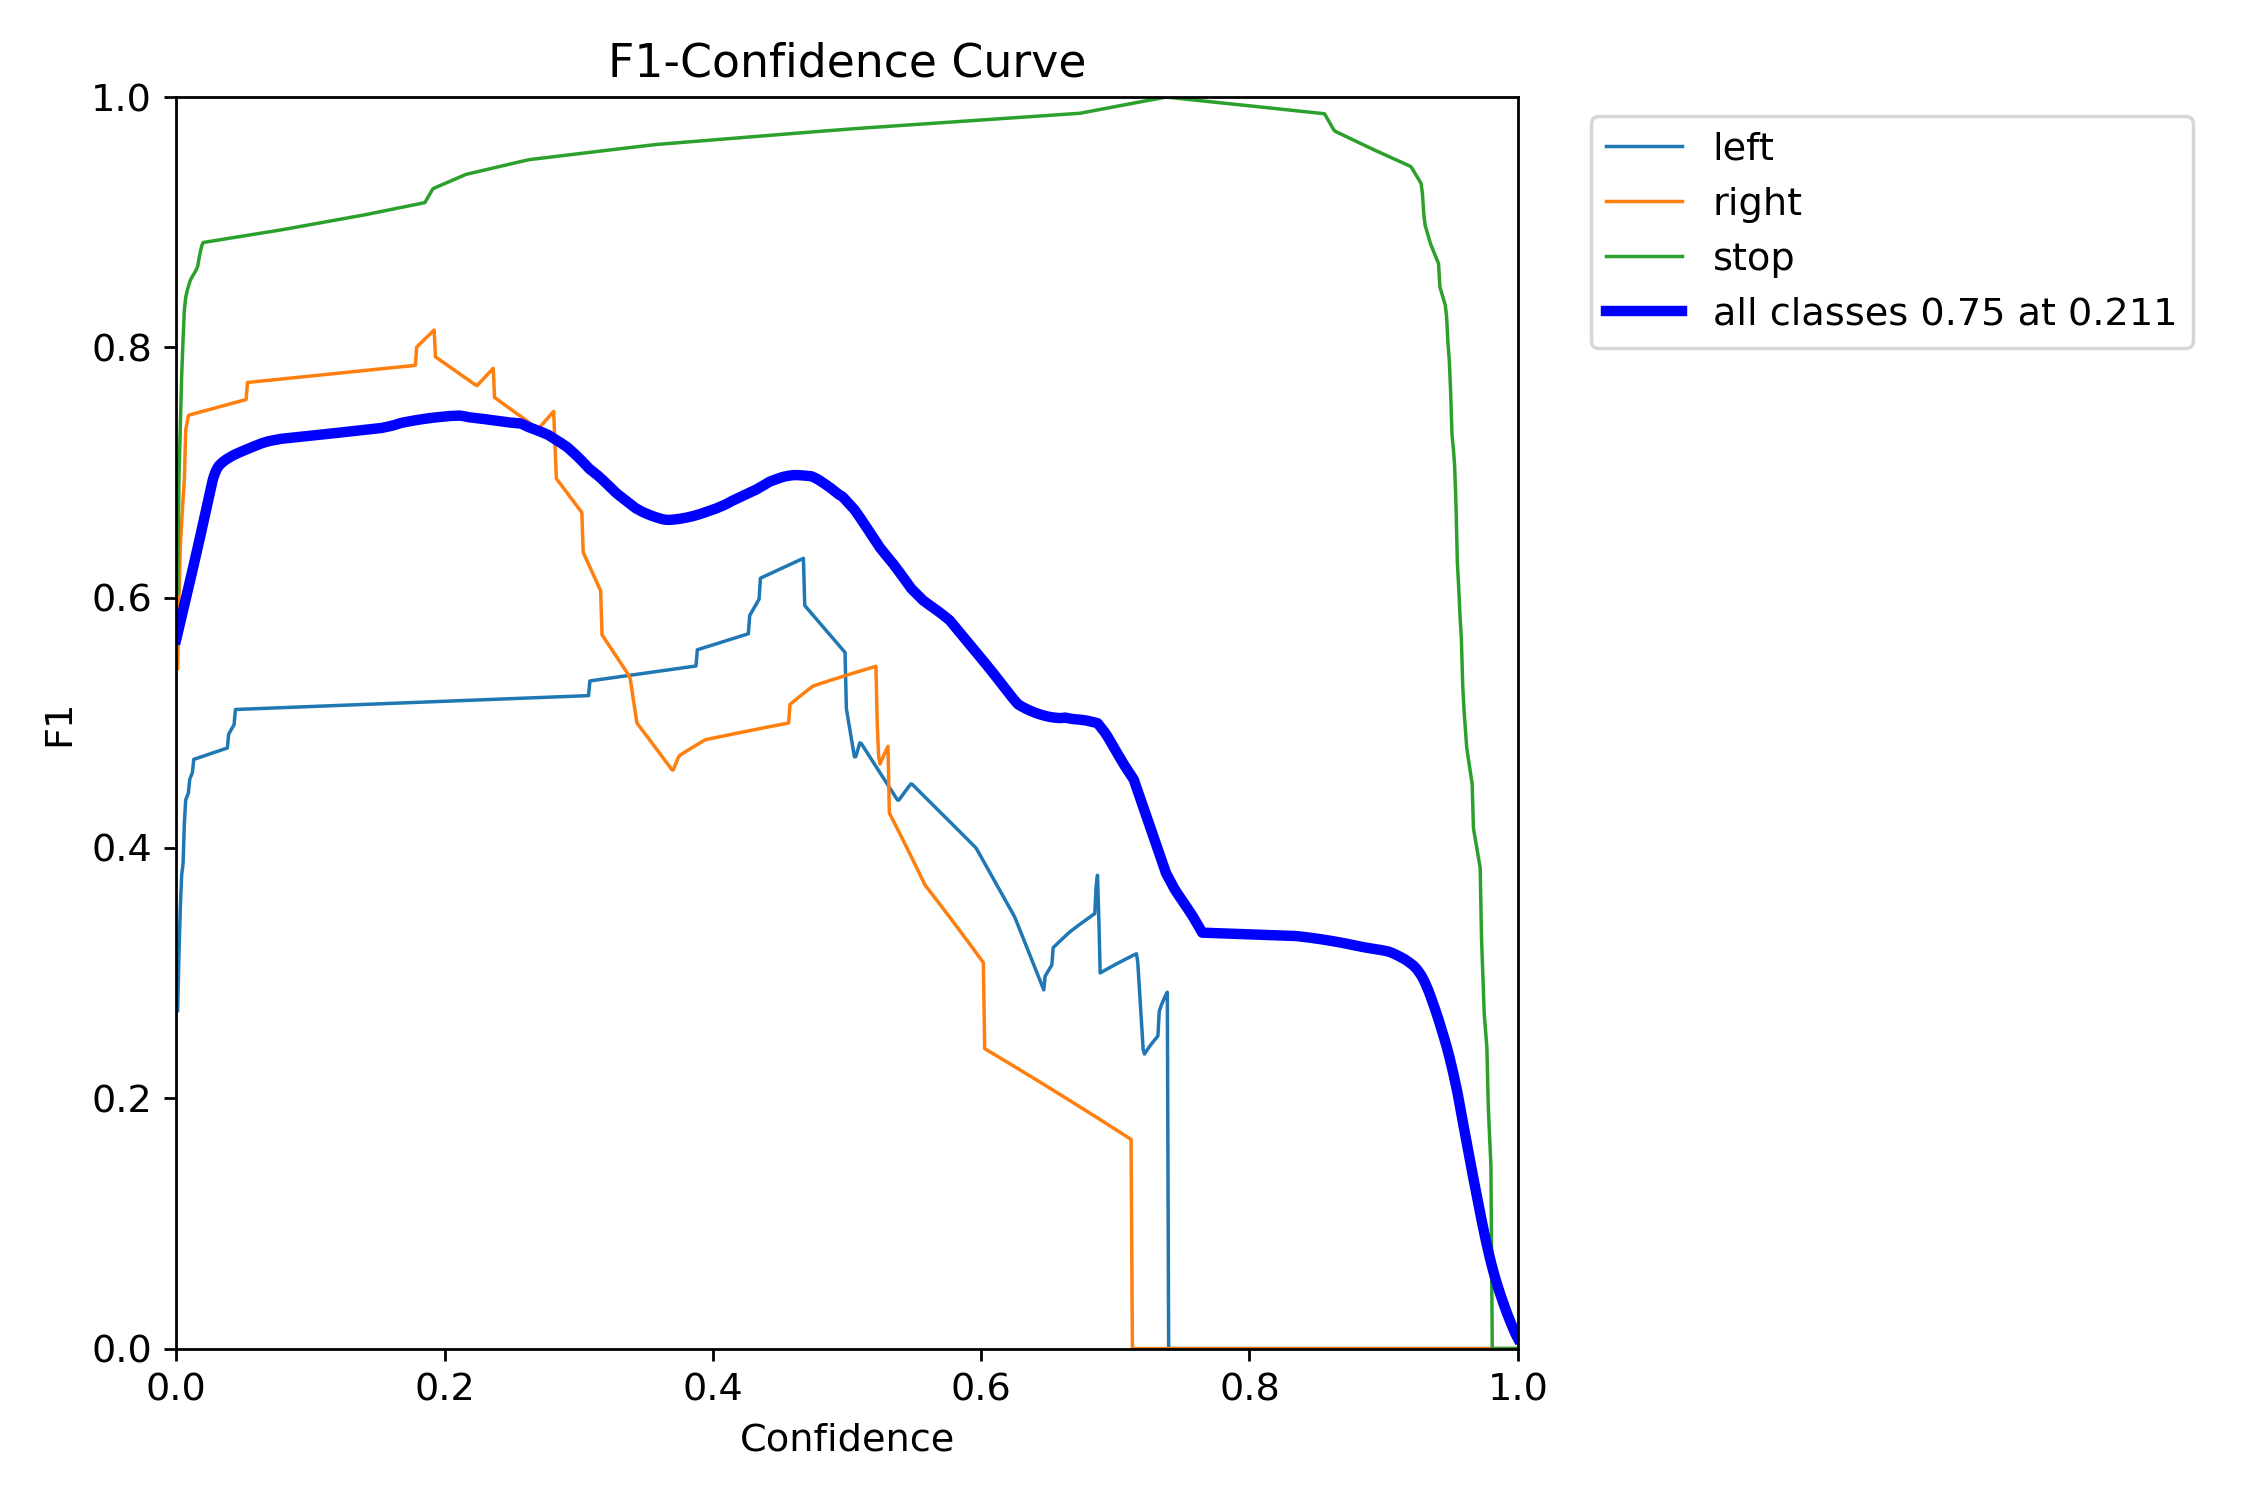 F1-Confidence Curve
left
right
stop
all classes 0.75 at 0.211
1.0
0.8
0.6
0.4
0.2
0.0
F1
0.0 0.2 0.4 0.6 0.8 1.0
Confidence